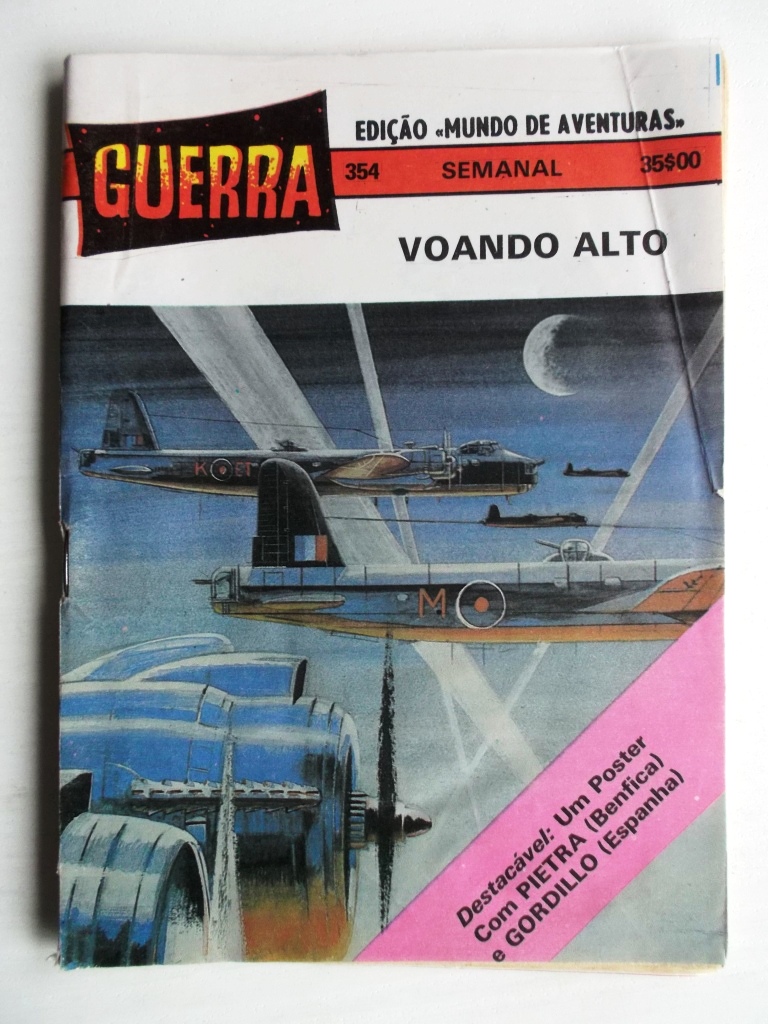 GUERRA
EDIÇÃO «MUNDO DE AVENTURAS»
354 SEMANAL 35$00
VOANDO ALTO
K ET
M
Destacável: Um Poster
Com PIETRA (Benfica)
e GORDILLO (Espanha)